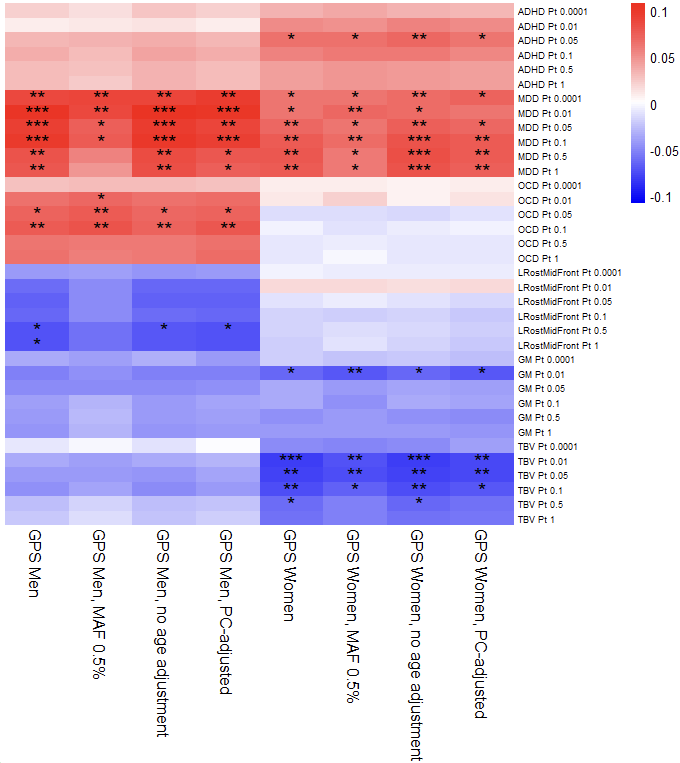 ADHD Pt 0.0001
ADHD Pt 0.01
* * ** * ADHD Pt 0.05
ADHD Pt 0.1
ADHD Pt 0.5
ADHD Pt 1
** ** ** ** * * ** * MDD Pt 0.0001
*** ** *** *** * ** * MDD Pt 0.01
*** * *** ** ** * ** * MDD Pt 0.05
*** * *** *** ** ** *** ** MDD Pt 0.1
** ** * ** * *** ** MDD Pt 0.5
** ** * ** * *** ** MDD Pt 1
OCD Pt 0.0001
* OCD Pt 0.01
* ** * * OCD Pt 0.05
** ** ** ** OCD Pt 0.1
OCD Pt 0.5
OCD Pt 1
LRostMidFront Pt 0.0001
LRostMidFront Pt 0.01
LRostMidFront Pt 0.05
LRostMidFront Pt 0.1
* * * LRostMidFront Pt 0.5
* LRostMidFront Pt 1
GM Pt 0.0001
* ** * * GM Pt 0.01
GM Pt 0.05
GM Pt 0.1
GM Pt 0.5
GM Pt 1
TBV Pt 0.0001
*** ** *** ** TBV Pt 0.01
** ** ** ** TBV Pt 0.05
** * ** * TBV Pt 0.1
* * TBV Pt 0.5
TBV Pt 1
GPS Men
GPS Men, MAF 0.5%
GPS Men, no age adjustment
GPS Men, PC-adjusted
GPS Women
GPS Women, MAF 0.5%
GPS Women, no age adjustment
GPS Women, PC-adjusted
0.1
0.05
0
-0.05
-0.1